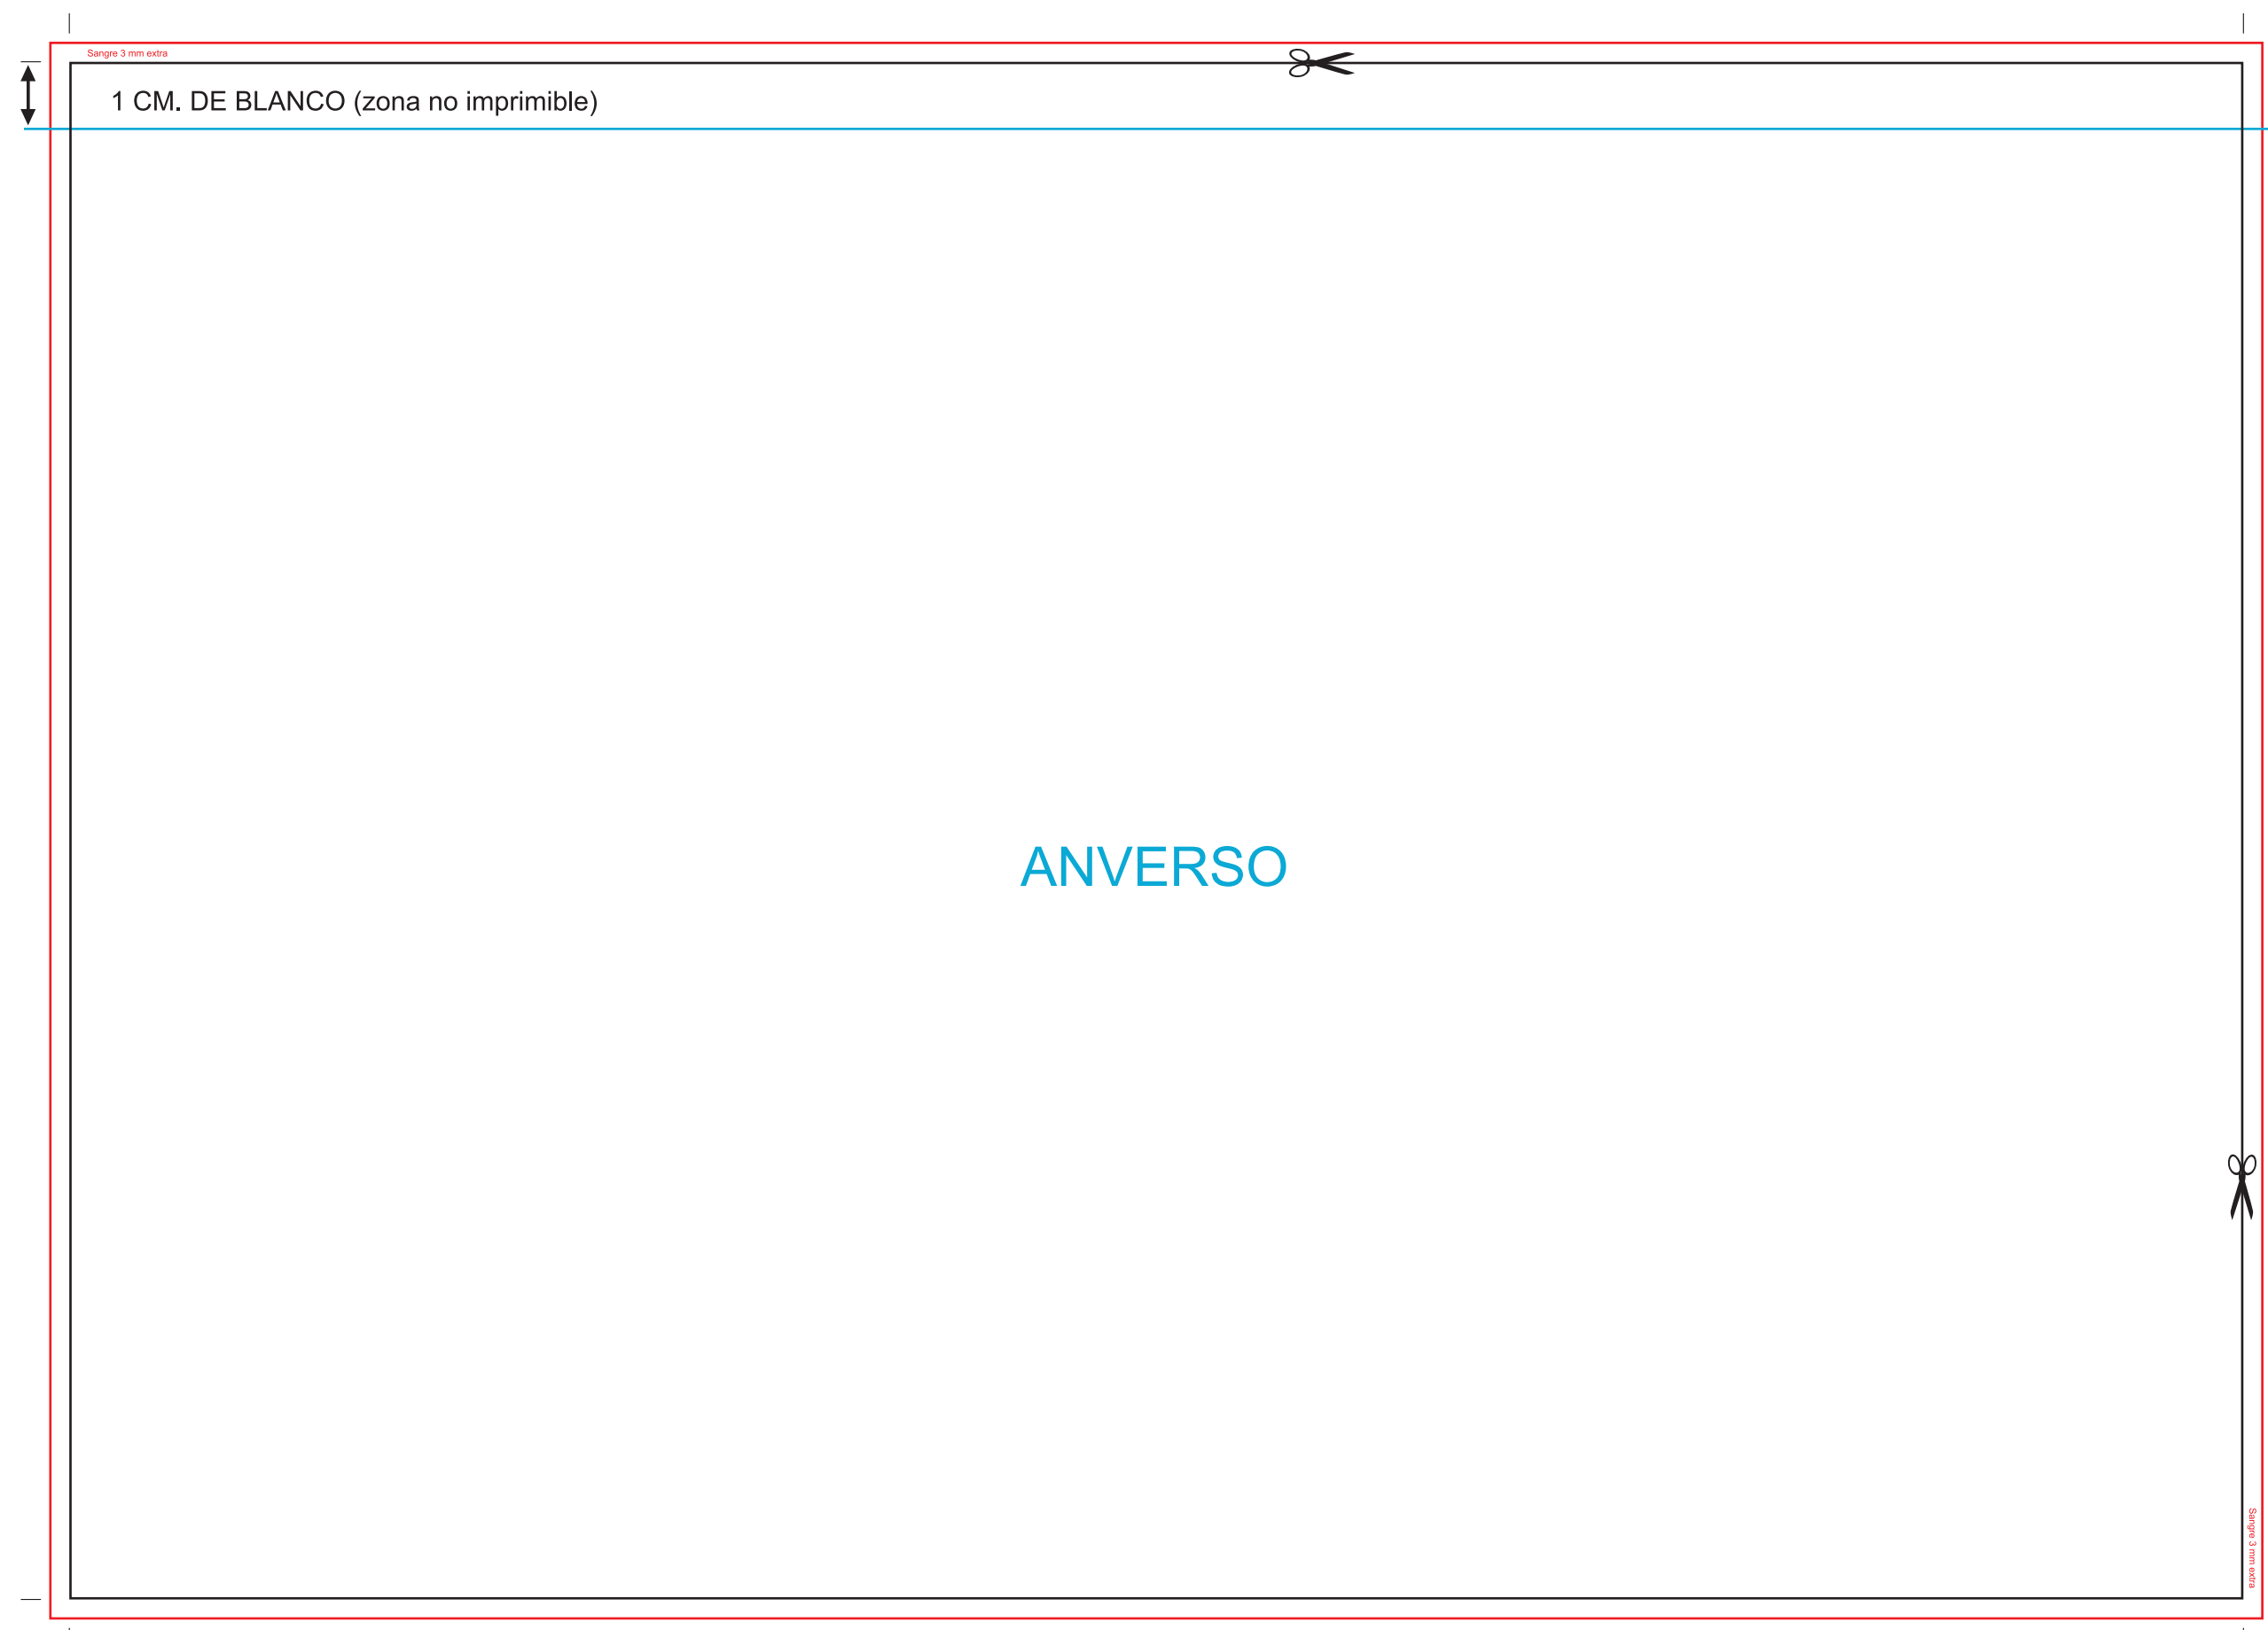 Sangre 3 mm extra
1 CM. DE BLANCO (zona no imprimible)
ANVERSO
Sangre 3 mm extra